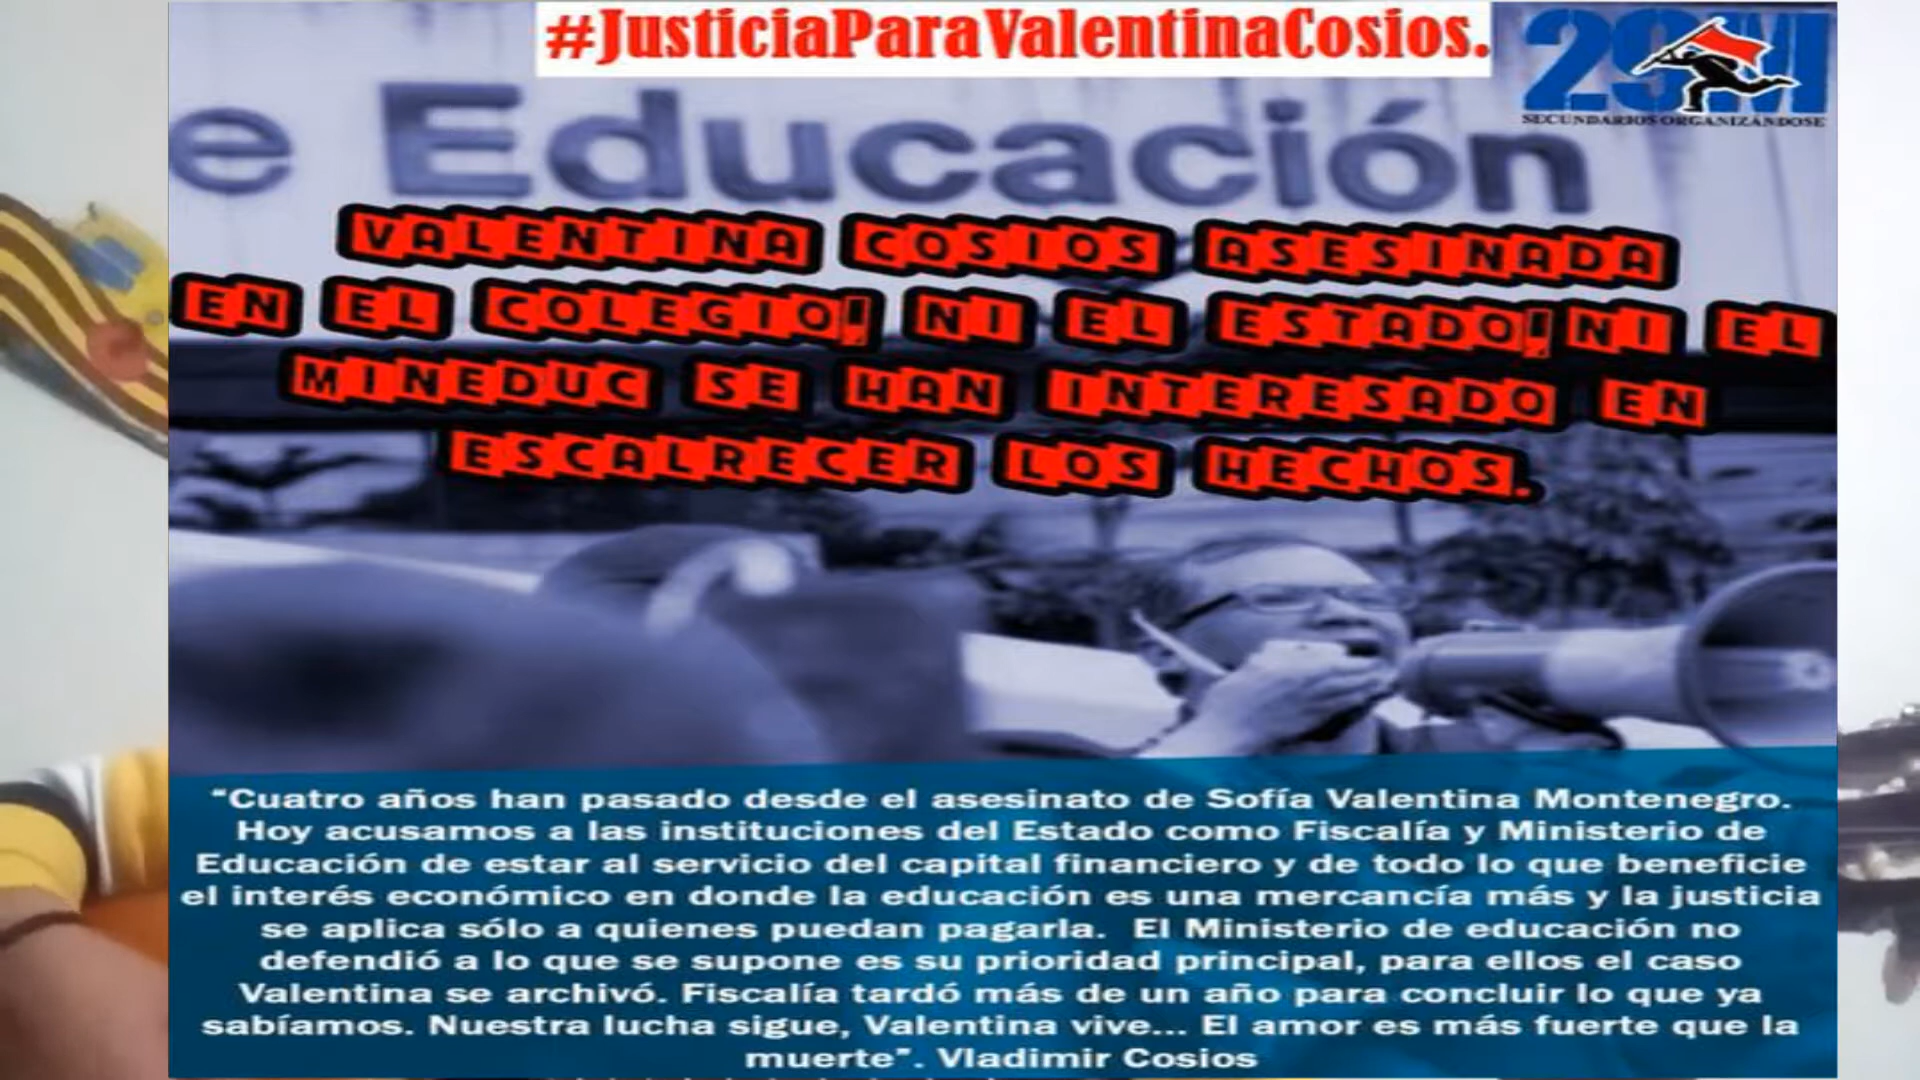 #JusticiaParaValentinaCosios.
29M
SECUNDARIOS ORGANIZÁNDOSE
e Educación
VALENTINA COSIOS ASESINADA
EN EL COLEGIO, NI EL ESTADO, NI EL
MINEDUC SE HAN INTERESADO EN
ESCALRECER LOS HECHOS.
“Cuatro años han pasado desde el asesinato de Sofía Valentina Montenegro.
Hoy acusamos a las instituciones del Estado como Fiscalía y Ministerio de
Educación de estar al servicio del capital financiero y de todo lo que beneficie
el interés económico en donde la educación es una mercancía más y la justicia
se aplica sólo a quienes puedan pagarla. El Ministerio de educación no
defendió a lo que se supone es su prioridad principal, para ellos el caso
Valentina se archivó. Fiscalía tardó más de un año para concluir lo que ya
sabíamos. Nuestra lucha sigue, Valentina vive... El amor es más fuerte que la
muerte”. Vladimir Cosios